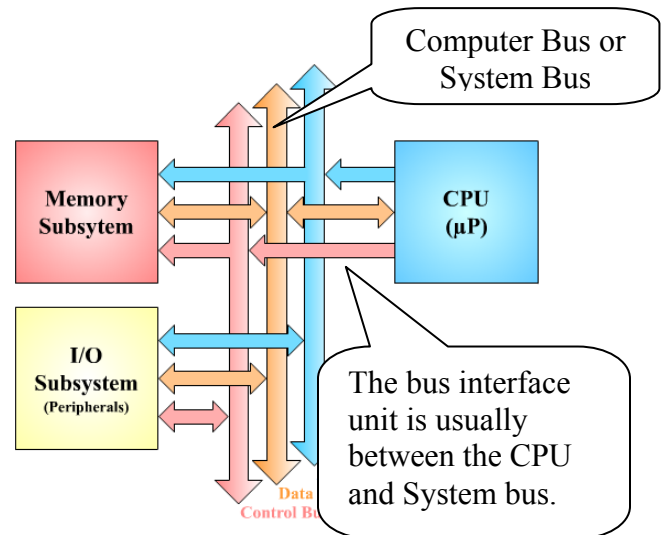 Computer Bus or
System Bus
Memory
Subsytem
CPU
(µP)
I/O
Subsystem
(Peripherals)
The bus interface
unit is usually
between the CPU
and System bus.
Data
Control